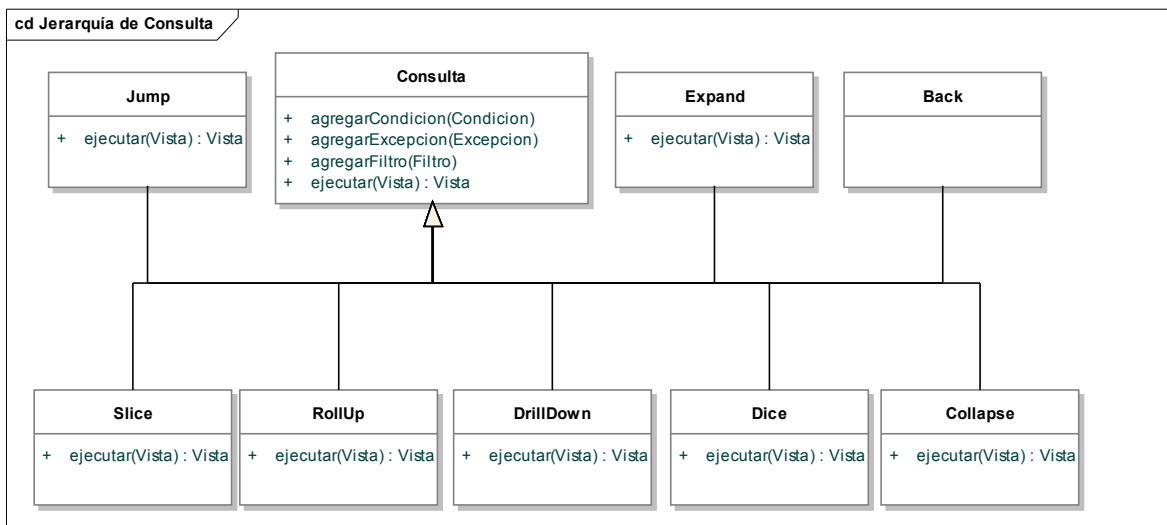 cd Jerarquía de Consulta
Jump
+ ejecutar(Vista) : Vista
Consulta
+ agregarCondicion(Condicion)
+ agregarExcepcion(Excepcion)
+ agregarFiltro(Filtro)
+ ejecutar(Vista) : Vista
Expand
+ ejecutar(Vista) : Vista
Back
Slice
+ ejecutar(Vista) : Vista
RollUp
+ ejecutar(Vista) : Vista
DrillDown
+ ejecutar(Vista) : Vista
Dice
+ ejecutar(Vista) : Vista
Collapse
+ ejecutar(Vista) : Vista